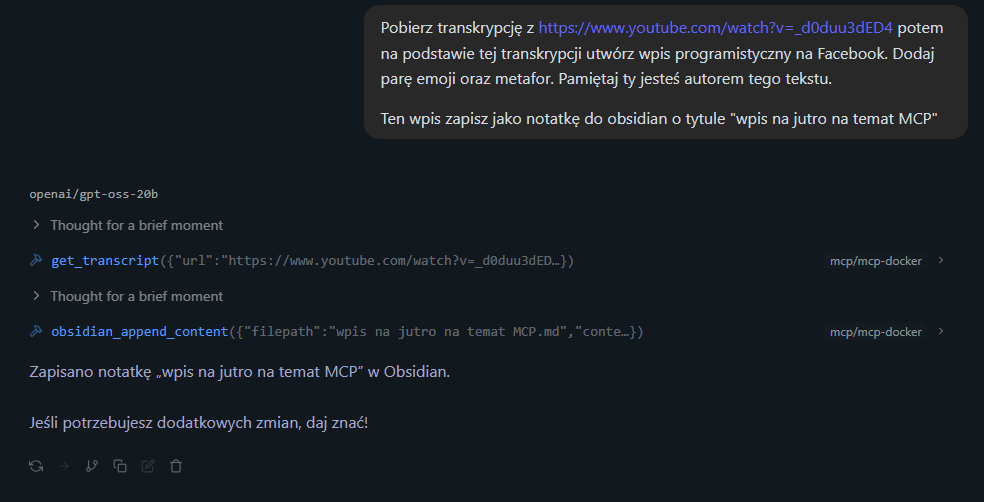 Pobierz transkrypcję z https://www.youtube.com/watch?v=_d0duu3dED4 potem
na podstawie tej transkrypcji utwórz wpis programistyczny na Facebook. Dodaj
parę emoji oraz metafor. Pamiętaj ty jesteś autorem tego tekstu.
Ten wpis zapisz jako notatkę do obsidian o tytule "wpis na jutro na temat MCP"
openai/gpt-oss-20b
Thought for a brief moment
get_transcript({"url":"https://www.youtube.com/watch?v=_d0duu3dED…}) mcp/mcp-docker
Thought for a brief moment
obsidian_append_content({"filepath":"wpis na jutro na temat MCP.md","conte…}) mcp/mcp-docker
Zapisano notatkę „wpis na jutro na temat MCP” w Obsidian.
Jeśli potrzebujesz dodatkowych zmian, daj znać!